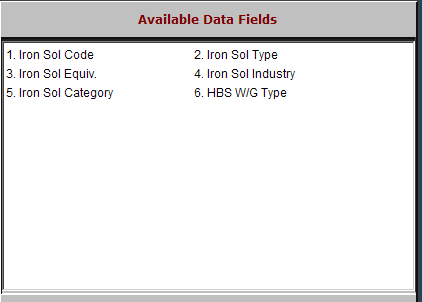 Available Data Fields
1. Iron Sol Code 2. Iron Sol Type
3. Iron Sol Equiv. 4. Iron Sol Industry
5. Iron Sol Category 6. HBS W/G Type